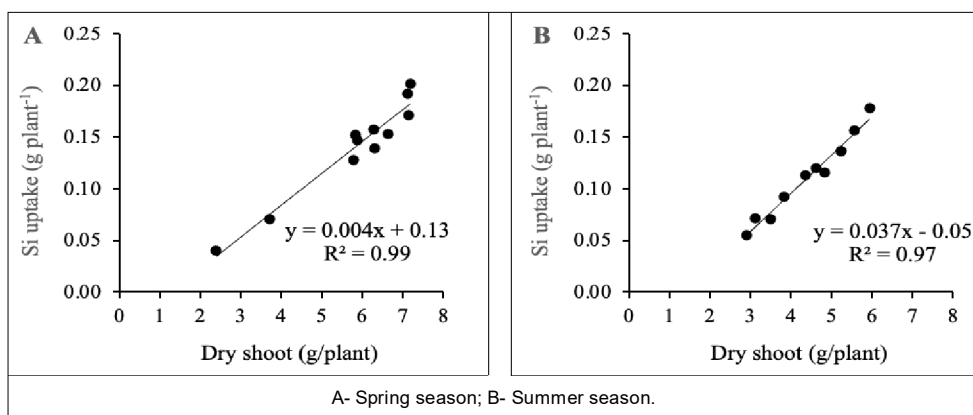 A
Si uptake (g plant⁻¹)
0.25
0.20
0.15
0.10
0.05
0.00
y = 0.004x + 0.13
R² = 0.99
0 1 2 3 4 5 6 7 8
Dry shoot (g/plant)
B
Si uptake (g plant⁻¹)
0.25
0.20
0.15
0.10
0.05
0.00
y = 0.037x - 0.05
R² = 0.97
0 1 2 3 4 5 6 7 8
Dry shoot (g/plant)
A- Spring season; B- Summer season.